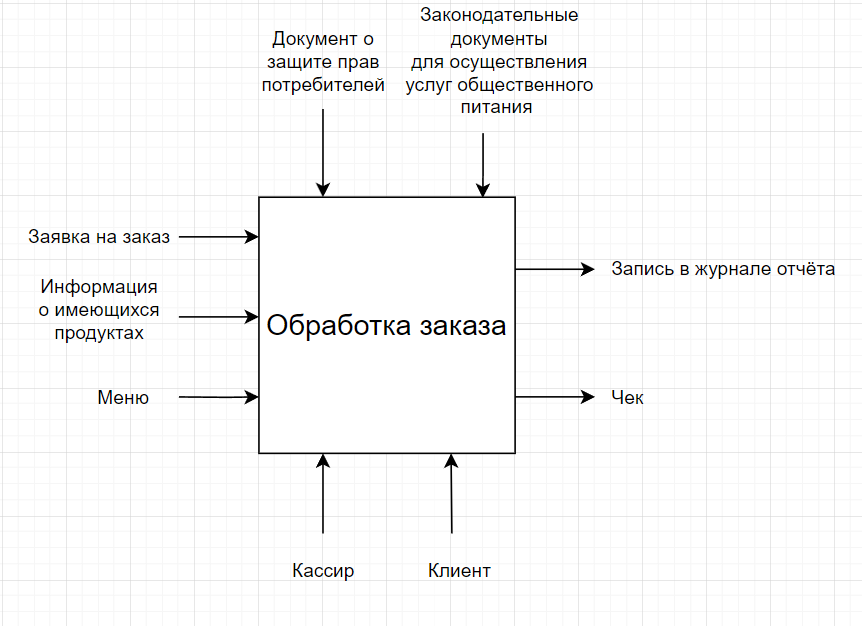 Документ о
защите прав
потребителей
Законодательные
документы
для осуществления
услуг общественного
питания
Заявка на заказ
Информация
о имеющихся
продуктах
Меню
Обработка заказа
Запись в журнале отчёта
Чек
Кассир
Клиент